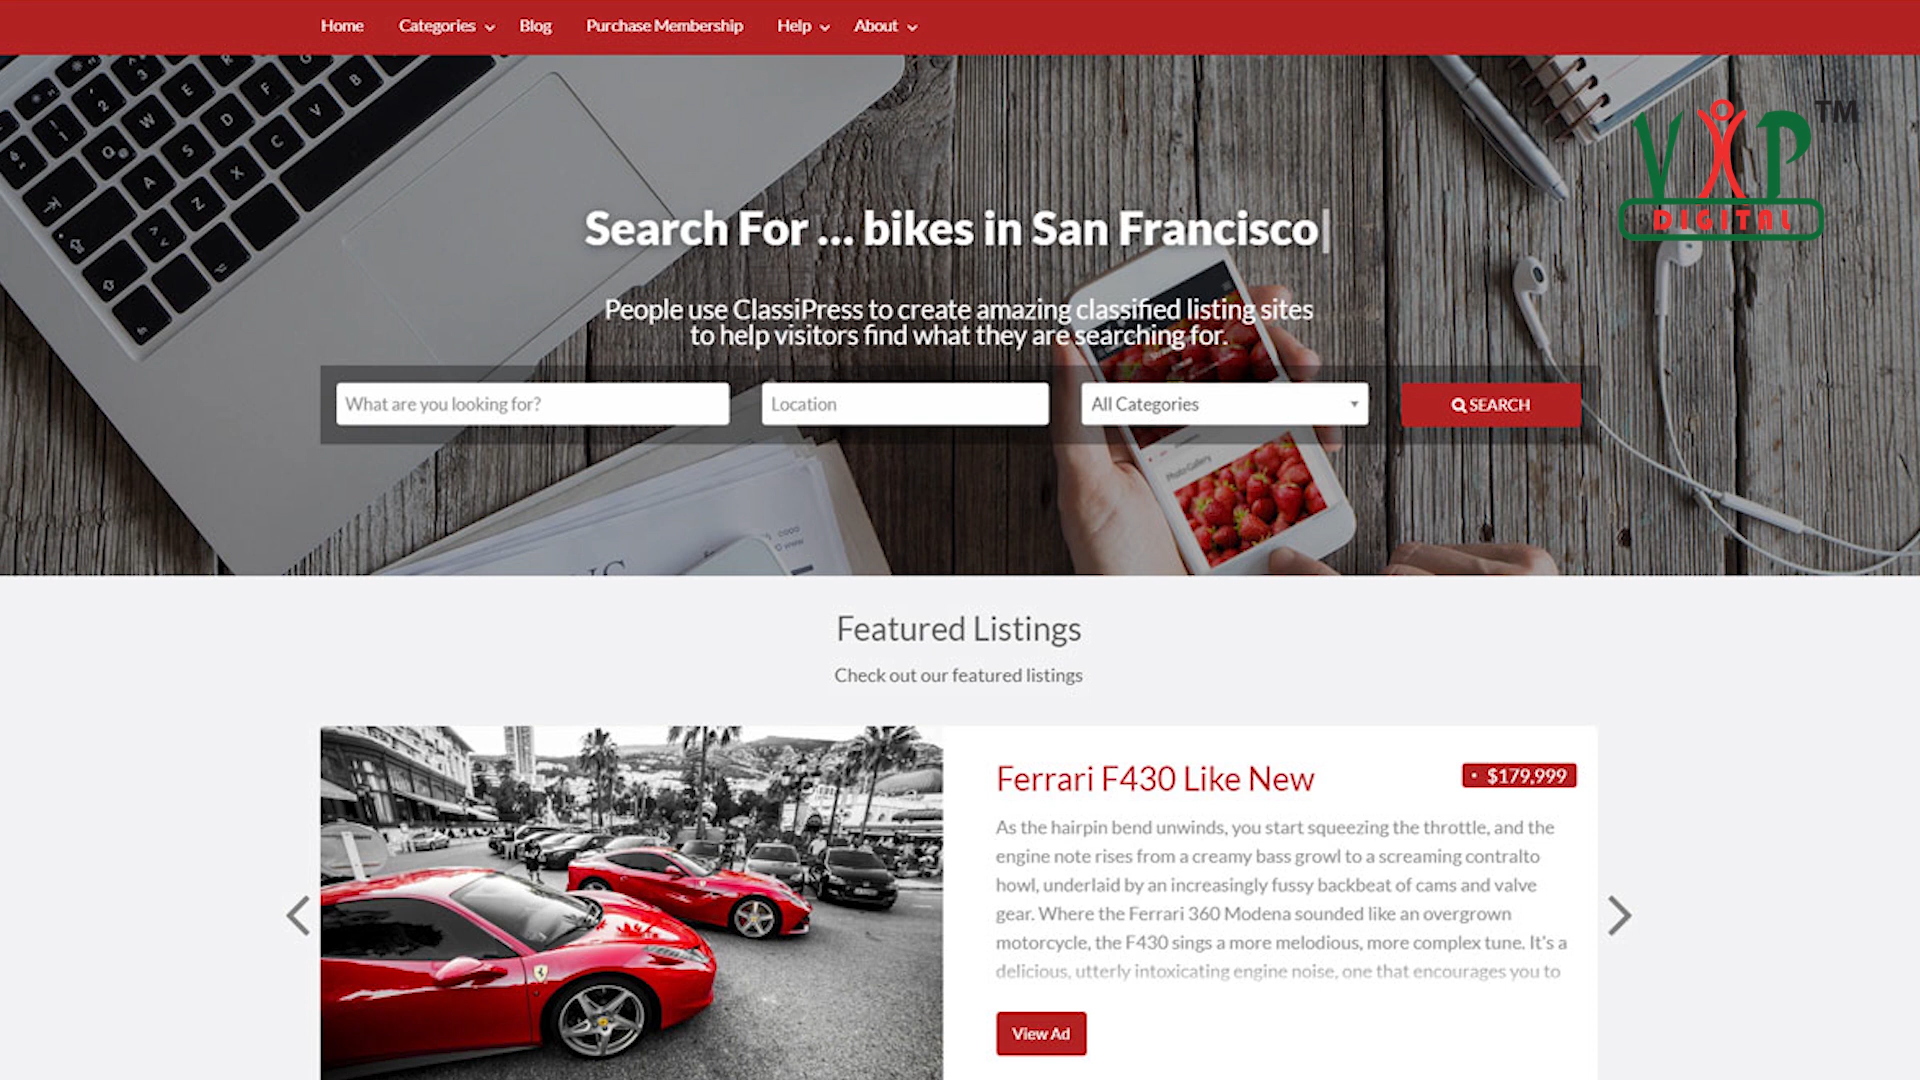 Home Categories Blog Purchase Membership Help About
VIP TM
DIGITAL
Search For ... bikes in San Francisco
People use ClassiPress to create amazing classified listing sites
to help visitors find what they are searching for.
What are you looking for? Location All Categories SEARCH
Photo Gallery
Featured Listings
Check out our featured listings
Ferrari F430 Like New
• $179,999
As the hairpin bend unwinds, you start squeezing the throttle, and the
engine note rises from a creamy bass growl to a screaming contralto
howl, underlaid by an increasingly fussy backbeat of cams and valve
gear. Where the Ferrari 360 Modena sounded like an overgrown
motorcycle, the F430 sings a more melodious, more complex tune. It's a
delicious, utterly intoxicating engine noise, one that encourages you to
View Ad